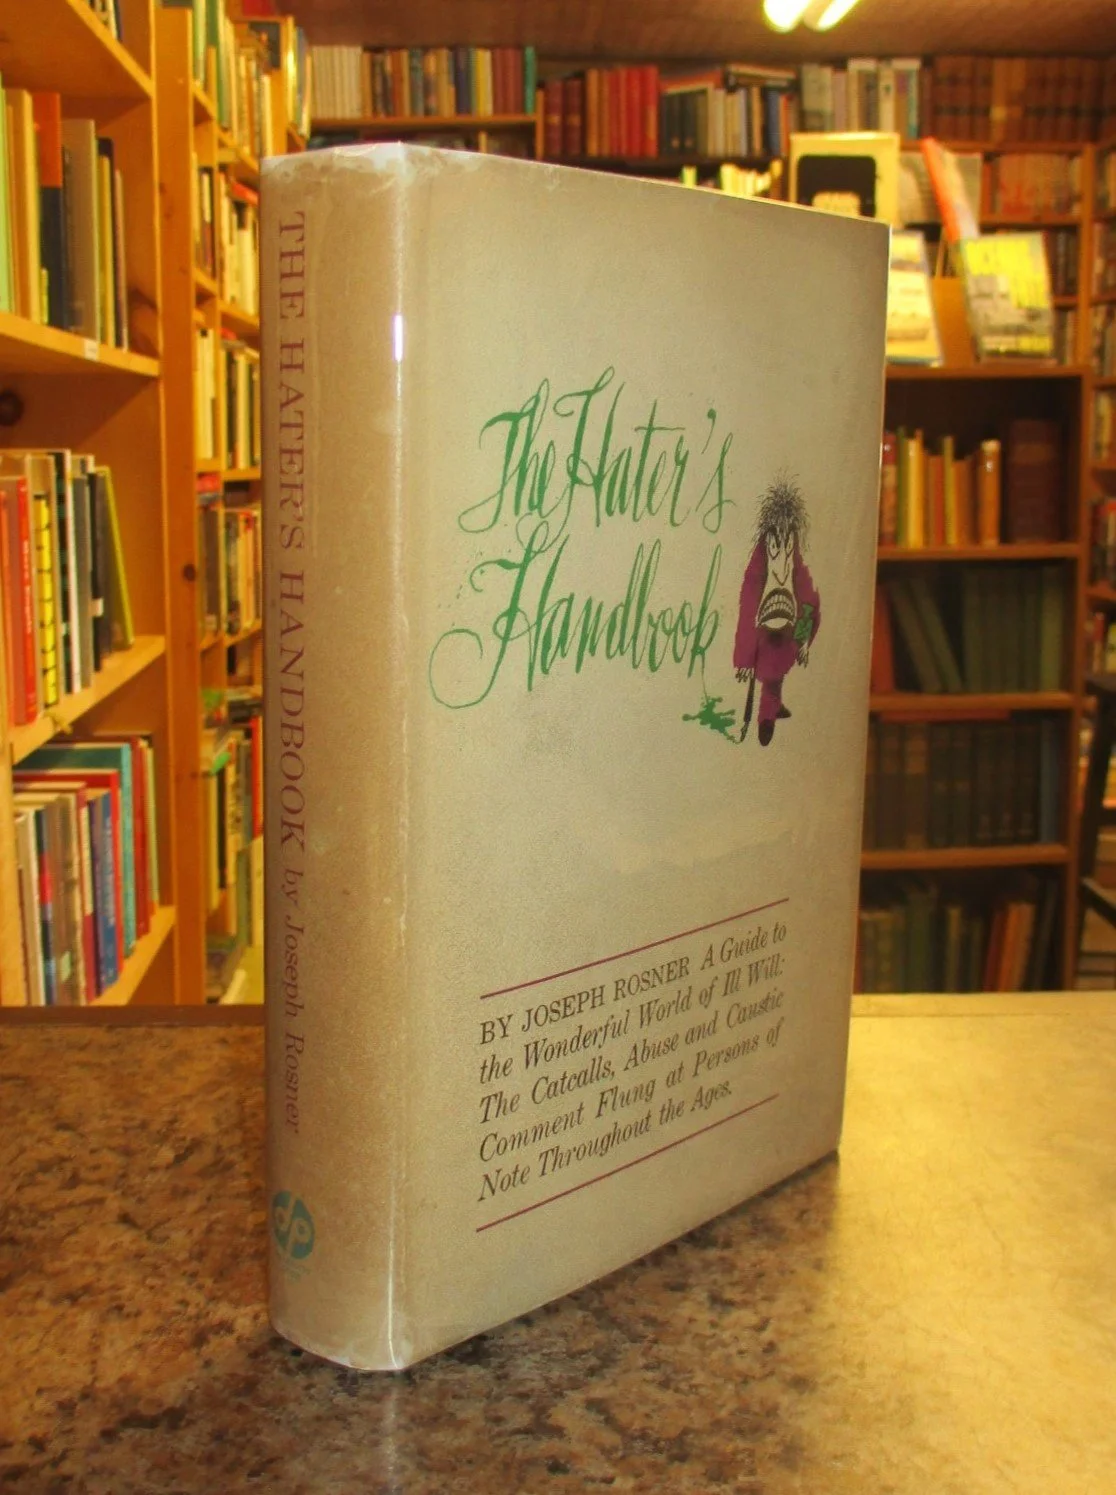 THE HATER'S HANDBOOK by Joseph Rosner
dp
The Hater's
Handbook
BY JOSEPH ROSNER A Guide to
the Wonderful World of Ill Will:
The Catcalls, Abuse and Caustic
Comment Flung at Persons of
Note Throughout the Ages.